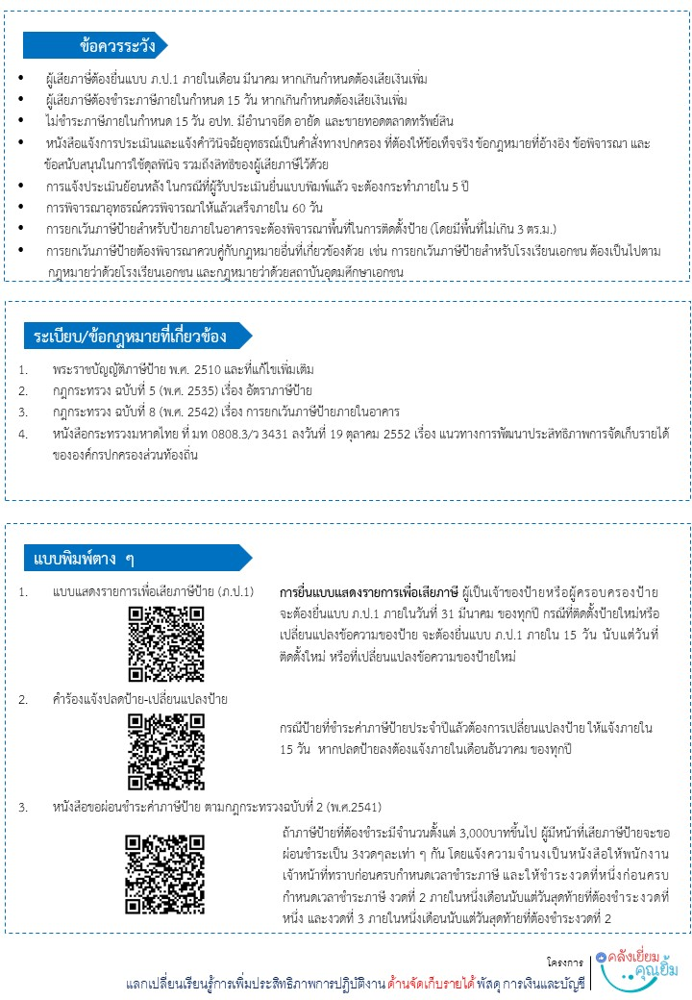 ข้อควรระวัง
• ผู้เสียภาษีต้องยื่นแบบ ภ.ป.1 ภายในเดือน มีนาคม หากเกินกำหนดต้องเสียเงินเพิ่ม
• ผู้เสียภาษีต้องชำระภาษีภายในกำหนด 15 วัน หากเกินกำหนดต้องเสียเงินเพิ่ม
• ไม่ชำระภาษีภายในกำหนด 15 วัน อปท. มีอำนาจยึด อายัด และขายทอดตลาดทรัพย์สิน
• หนังสือแจ้งการประเมินและแจ้งคำวินิจฉัยอุทธรณ์เป็นคำสั่งทางปกครอง ที่ต้องให้ข้อเท็จจริง ข้อกฎหมายที่อ้างอิง ข้อพิจารณา และ
ข้อสนับสนุนในการใช้ดุลพินิจ รวมถึงสิทธิของผู้เสียภาษีไว้ด้วย
• การแจ้งประเมินย้อนหลัง ในกรณีที่ผู้รับประเมินยื่นแบบพิมพ์แล้ว จะต้องกระทำภายใน 5 ปี
• การพิจารณาอุทธรณ์ควรพิจารณาให้แล้วเสร็จภายใน 60 วัน
• การยกเว้นภาษีป้ายสำหรับป้ายภายในอาคารจะต้องพิจารณาพื้นที่ในการติดตั้งป้าย (โดยมีพื้นที่ไม่เกิน 3 ตร.ม.)
• การยกเว้นภาษีป้ายต้องพิจารณาควบคู่กับกฎหมายอื่นที่เกี่ยวข้องด้วย เช่น การยกเว้นภาษีป้ายสำหรับโรงเรียนเอกชน ต้องเป็นไปตาม
กฎหมายว่าด้วยโรงเรียนเอกชน และกฎหมายว่าด้วยสถาบันอุดมศึกษาเอกชน
ระเบียบ/ข้อกฎหมายที่เกี่ยวข้อง
1. พระราชบัญญัติภาษีป้าย พ.ศ. 2510 และที่แก้ไขเพิ่มเติม
2. กฎกระทรวง ฉบับที่ 5 (พ.ศ. 2535) เรื่อง อัตราภาษีป้าย
3. กฎกระทรวง ฉบับที่ 8 (พ.ศ. 2542) เรื่อง การยกเว้นภาษีป้ายภายในอาคาร
4. หนังสือกระทรวงมหาดไทย ที่ มท 0808.3/ว 3431 ลงวันที่ 19 ตุลาคม 2552 เรื่อง แนวทางการพัฒนาประสิทธิภาพการจัดเก็บรายได้
ขององค์กรปกครองส่วนท้องถิ่น
แบบพิมพ์ต่าง ๆ
1. แบบแสดงรายการเพื่อเสียภาษีป้าย (ภ.ป.1)
การยื่นแบบแสดงรายการเพื่อเสียภาษี ผู้เป็นเจ้าของป้ายหรือผู้ครอบครองป้าย
จะต้องยื่นแบบ ภ.ป.1 ภายในวันที่ 31 มีนาคม ของทุกปี กรณีที่ติดตั้งป้ายใหม่หรือ
เปลี่ยนแปลงข้อความของป้าย จะต้องยื่นแบบ ภ.ป.1 ภายใน 15 วัน นับแต่วันที่
ติดตั้งใหม่ หรือที่เปลี่ยนแปลงข้อความของป้ายใหม่
2. คำร้องแจ้งปลดป้าย-เปลี่ยนแปลงป้าย
กรณีป้ายที่ชำระค่าภาษีป้ายประจำปีแล้วต้องการเปลี่ยนแปลงป้าย ให้แจ้งภายใน
15 วัน หากปลดป้ายลงต้องแจ้งภายในเดือนธันวาคม ของทุกปี
3. หนังสือขอผ่อนชำระค่าภาษีป้าย ตามกฎกระทรวงฉบับที่ 2 (พ.ศ.2541)
ถ้าภาษีป้ายที่ต้องชำระมีจำนวนตั้งแต่ 3,000บาทขึ้นไป ผู้มีหน้าที่เสียภาษีป้ายจะขอ
ผ่อนชำระเป็น 3งวดๆละเท่า ๆ กัน โดยแจ้งความจำนงเป็นหนังสือให้พนักงาน
เจ้าหน้าที่ทราบก่อนครบกำหนดเวลาชำระภาษี และให้ชำระงวดที่หนึ่งก่อนครบ
กำหนดเวลาชำระภาษี งวดที่ 2 ภายในหนึ่งเดือนนับแต่วันสุดท้ายที่ต้องชำระงวดที่
หนึ่ง และงวดที่ 3 ภายในหนึ่งเดือนนับแต่วันสุดท้ายที่ต้องชำระงวดที่ 2
โครงการ
คลังเยี่ยม
คุณยิ้ม
แลกเปลี่ยนเรียนรู้การเพิ่มประสิทธิภาพการปฏิบัติงาน ด้านจัดเก็บรายได้ พัสดุ การเงินและบัญชี